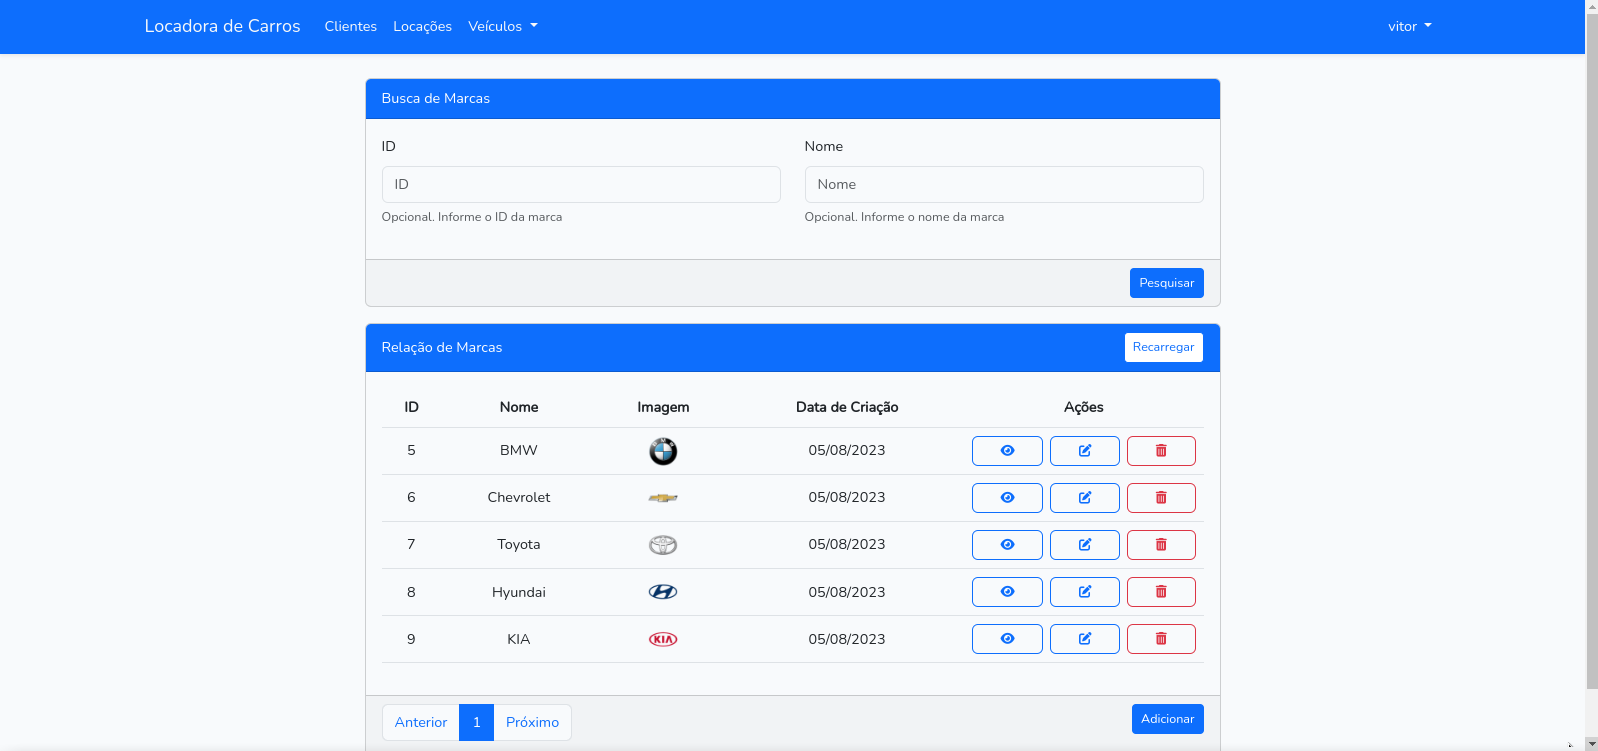 Locadora de Carros Clientes Locações Veículos vitor
Busca de Marcas
ID Nome
ID Nome
Opcional. Informe o ID da marca Opcional. Informe o nome da marca
Pesquisar
Relação de Marcas Recarregar
ID Nome Imagem Data de Criação Ações
5 BMW 05/08/2023
6 Chevrolet 05/08/2023
7 Toyota 05/08/2023
8 Hyundai 05/08/2023
9 KIA KIA 05/08/2023
Anterior 1 Próximo Adicionar